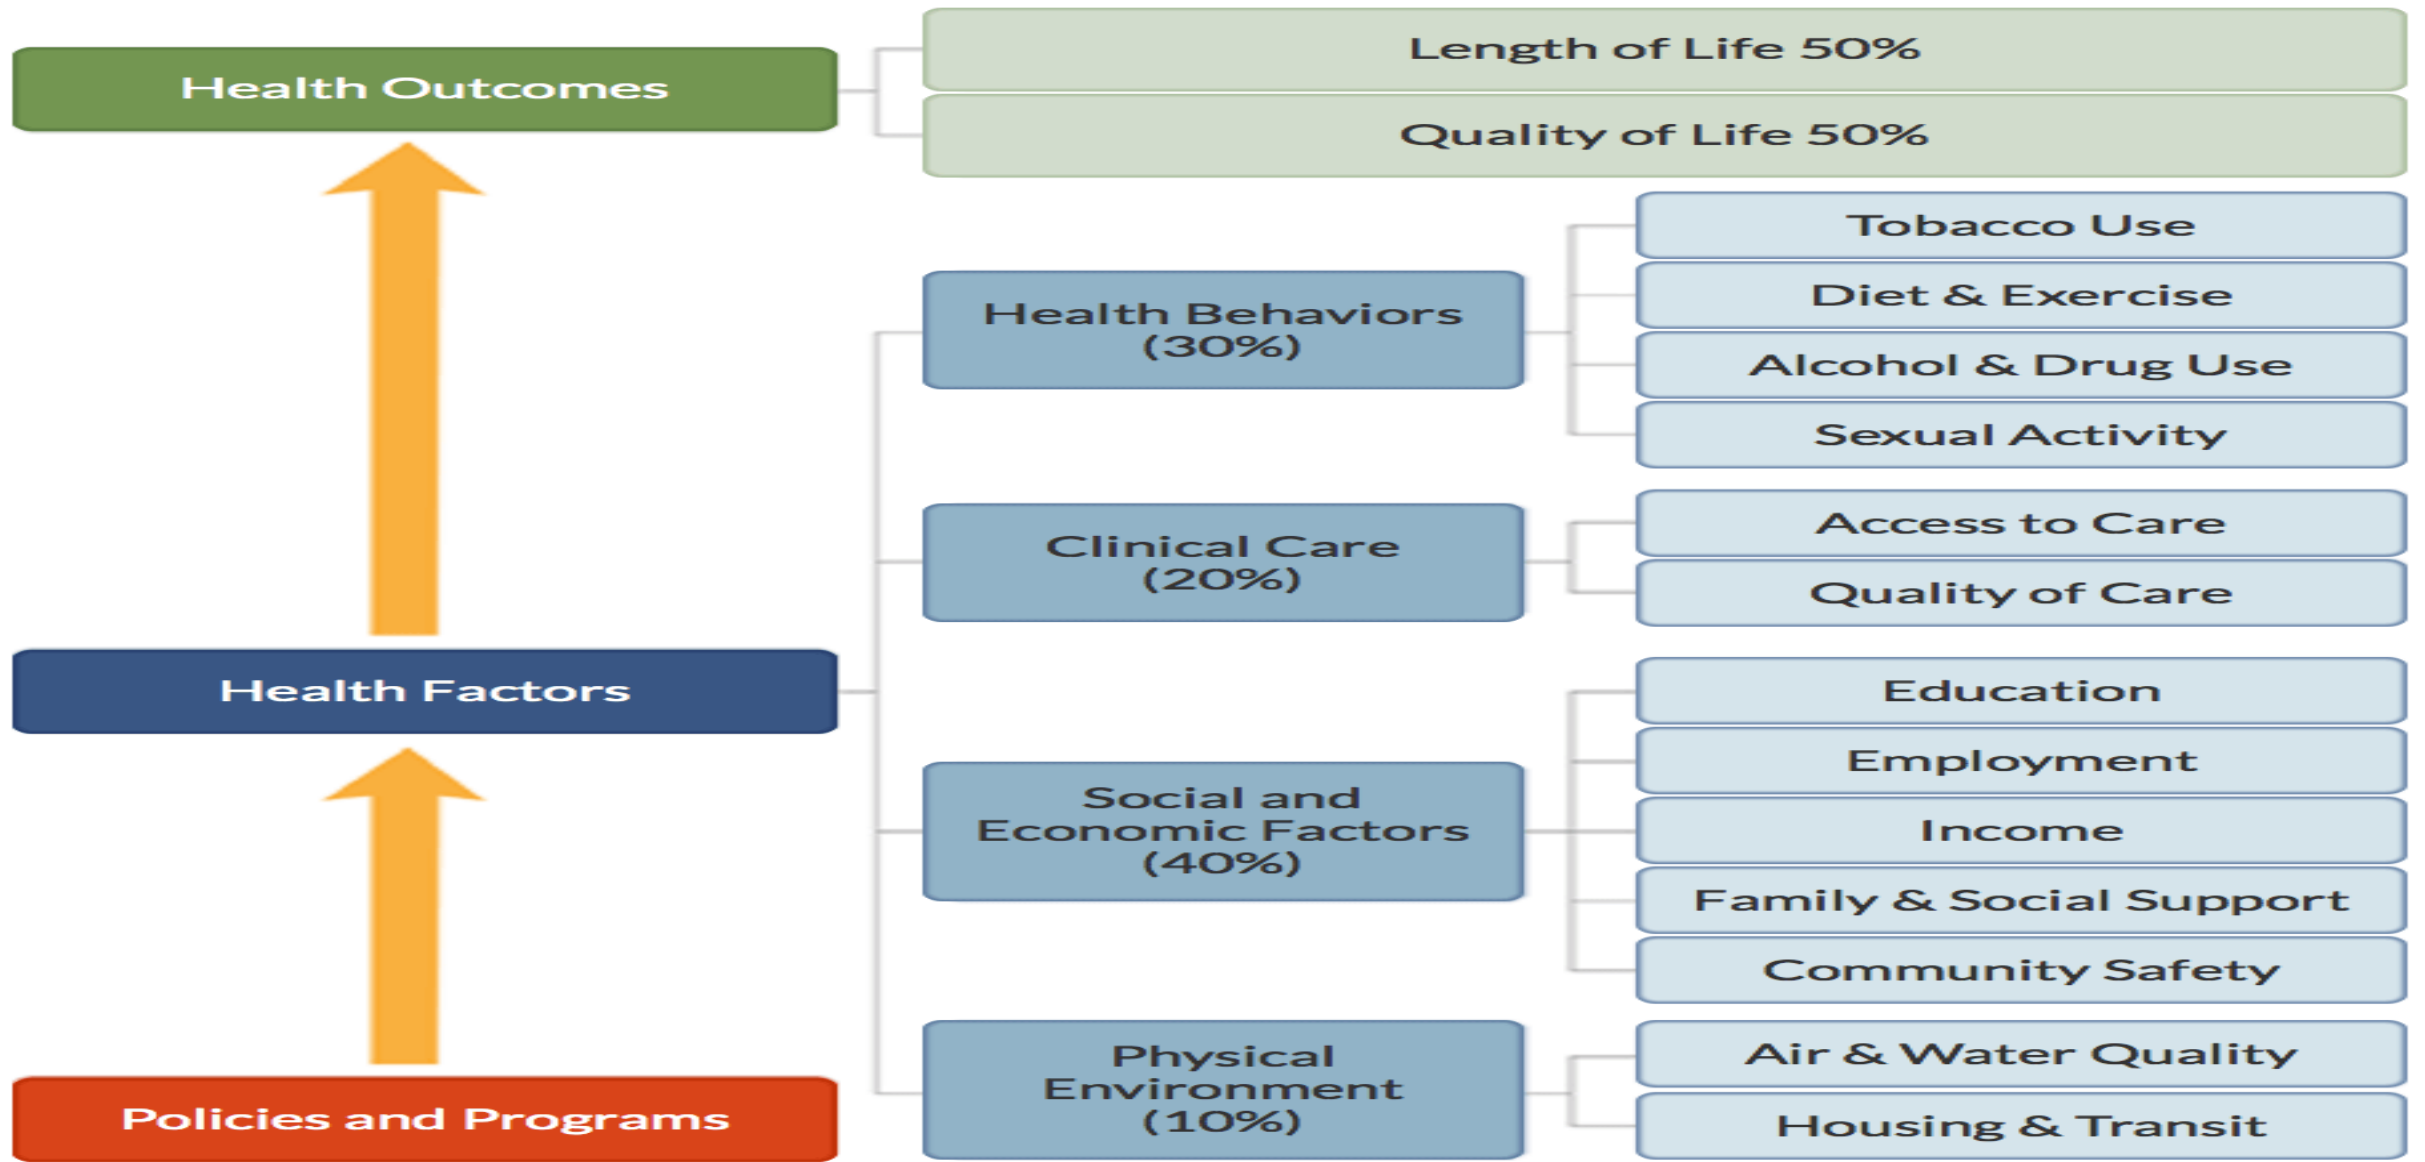 Health Outcomes
Length of Life 50%
Quality of Life 50%
Health Factors
Health Behaviors
(30%)
Tobacco Use
Diet & Exercise
Alcohol & Drug Use
Sexual Activity
Clinical Care
(20%)
Access to Care
Quality of Care
Social and
Economic Factors
(40%)
Education
Employment
Income
Family & Social Support
Community Safety
Physical
Environment
(10%)
Air & Water Quality
Housing & Transit
Policies and Programs